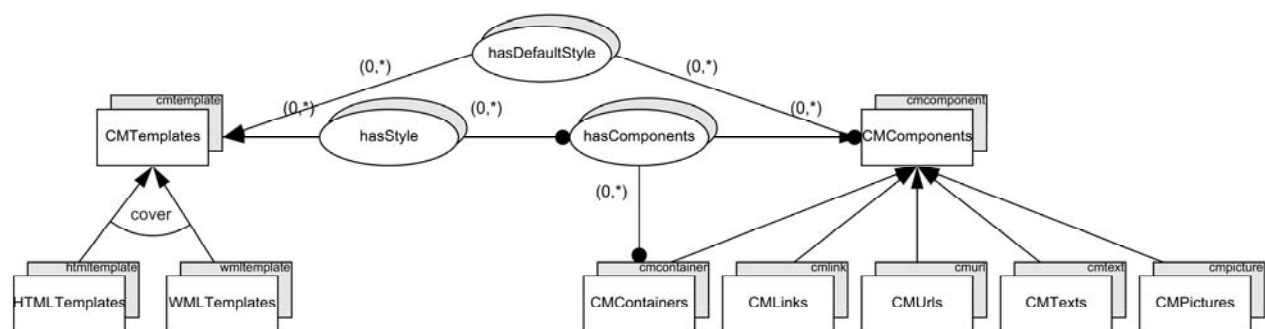 hasDefaultStyle
(0,*)
(0,*)
cmtemplate
cmcomponent
(0,*)
(0,*)
(0,*)
CMTemplates
hasStyle
hasComponents
CMComponents
(0,*)
cover
htmltemplate
wmltemplate
cmcontainer
cmlink
cmurl
cmtext
cmpicture
HTMLTemplates
WMLTemplates
CMContainers
CMLinks
CMUrls
CMTexts
CMPictures